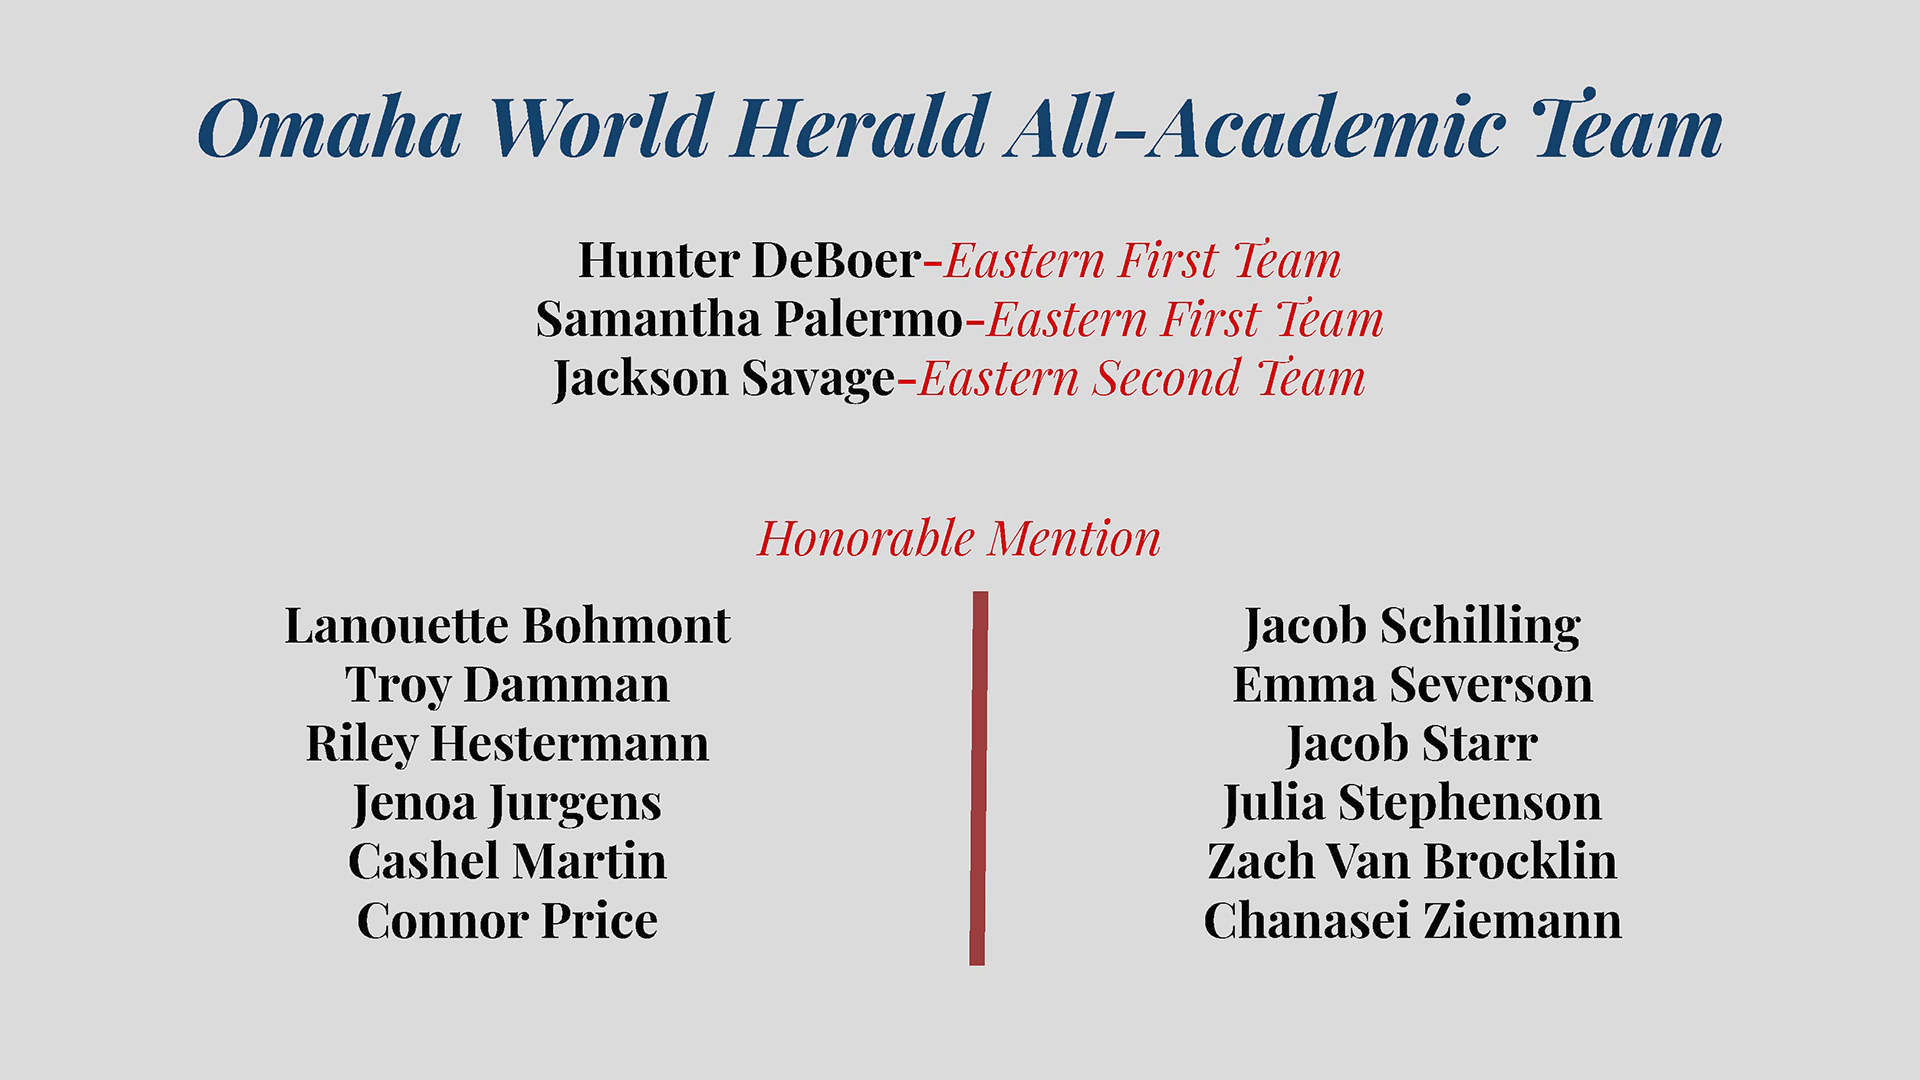 Omaha World Herald All-Academic Team
Hunter DeBoer-Eastern First Team
Samantha Palermo-Eastern First Team
Jackson Savage-Eastern Second Team
Honorable Mention
Lanouette Bohmont
Troy Damman
Riley Hestermann
Jenoa Jurgens
Cashel Martin
Connor Price
Jacob Schilling
Emma Severson
Jacob Starr
Julia Stephenson
Zach Van Brocklin
Chanasei Ziemann